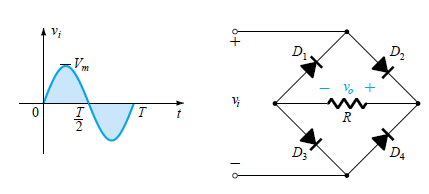 v_i
V_m
0
T/2
T
t
+
D_1
D_2
v_i
− v_o +
R
D_3
D_4
−